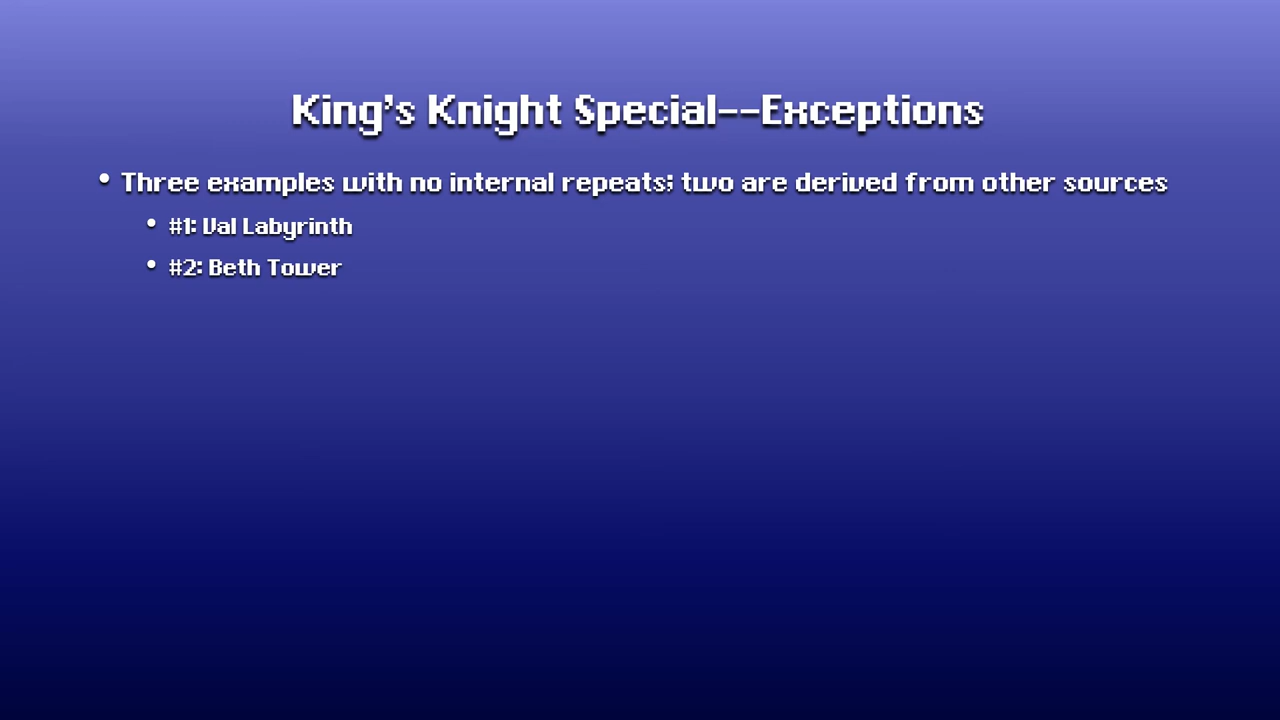 King's Knight Special--Exceptions
• Three examples with no internal repeats; two are derived from other sources
• #1: Val Labyrinth
• #2: Beth Tower